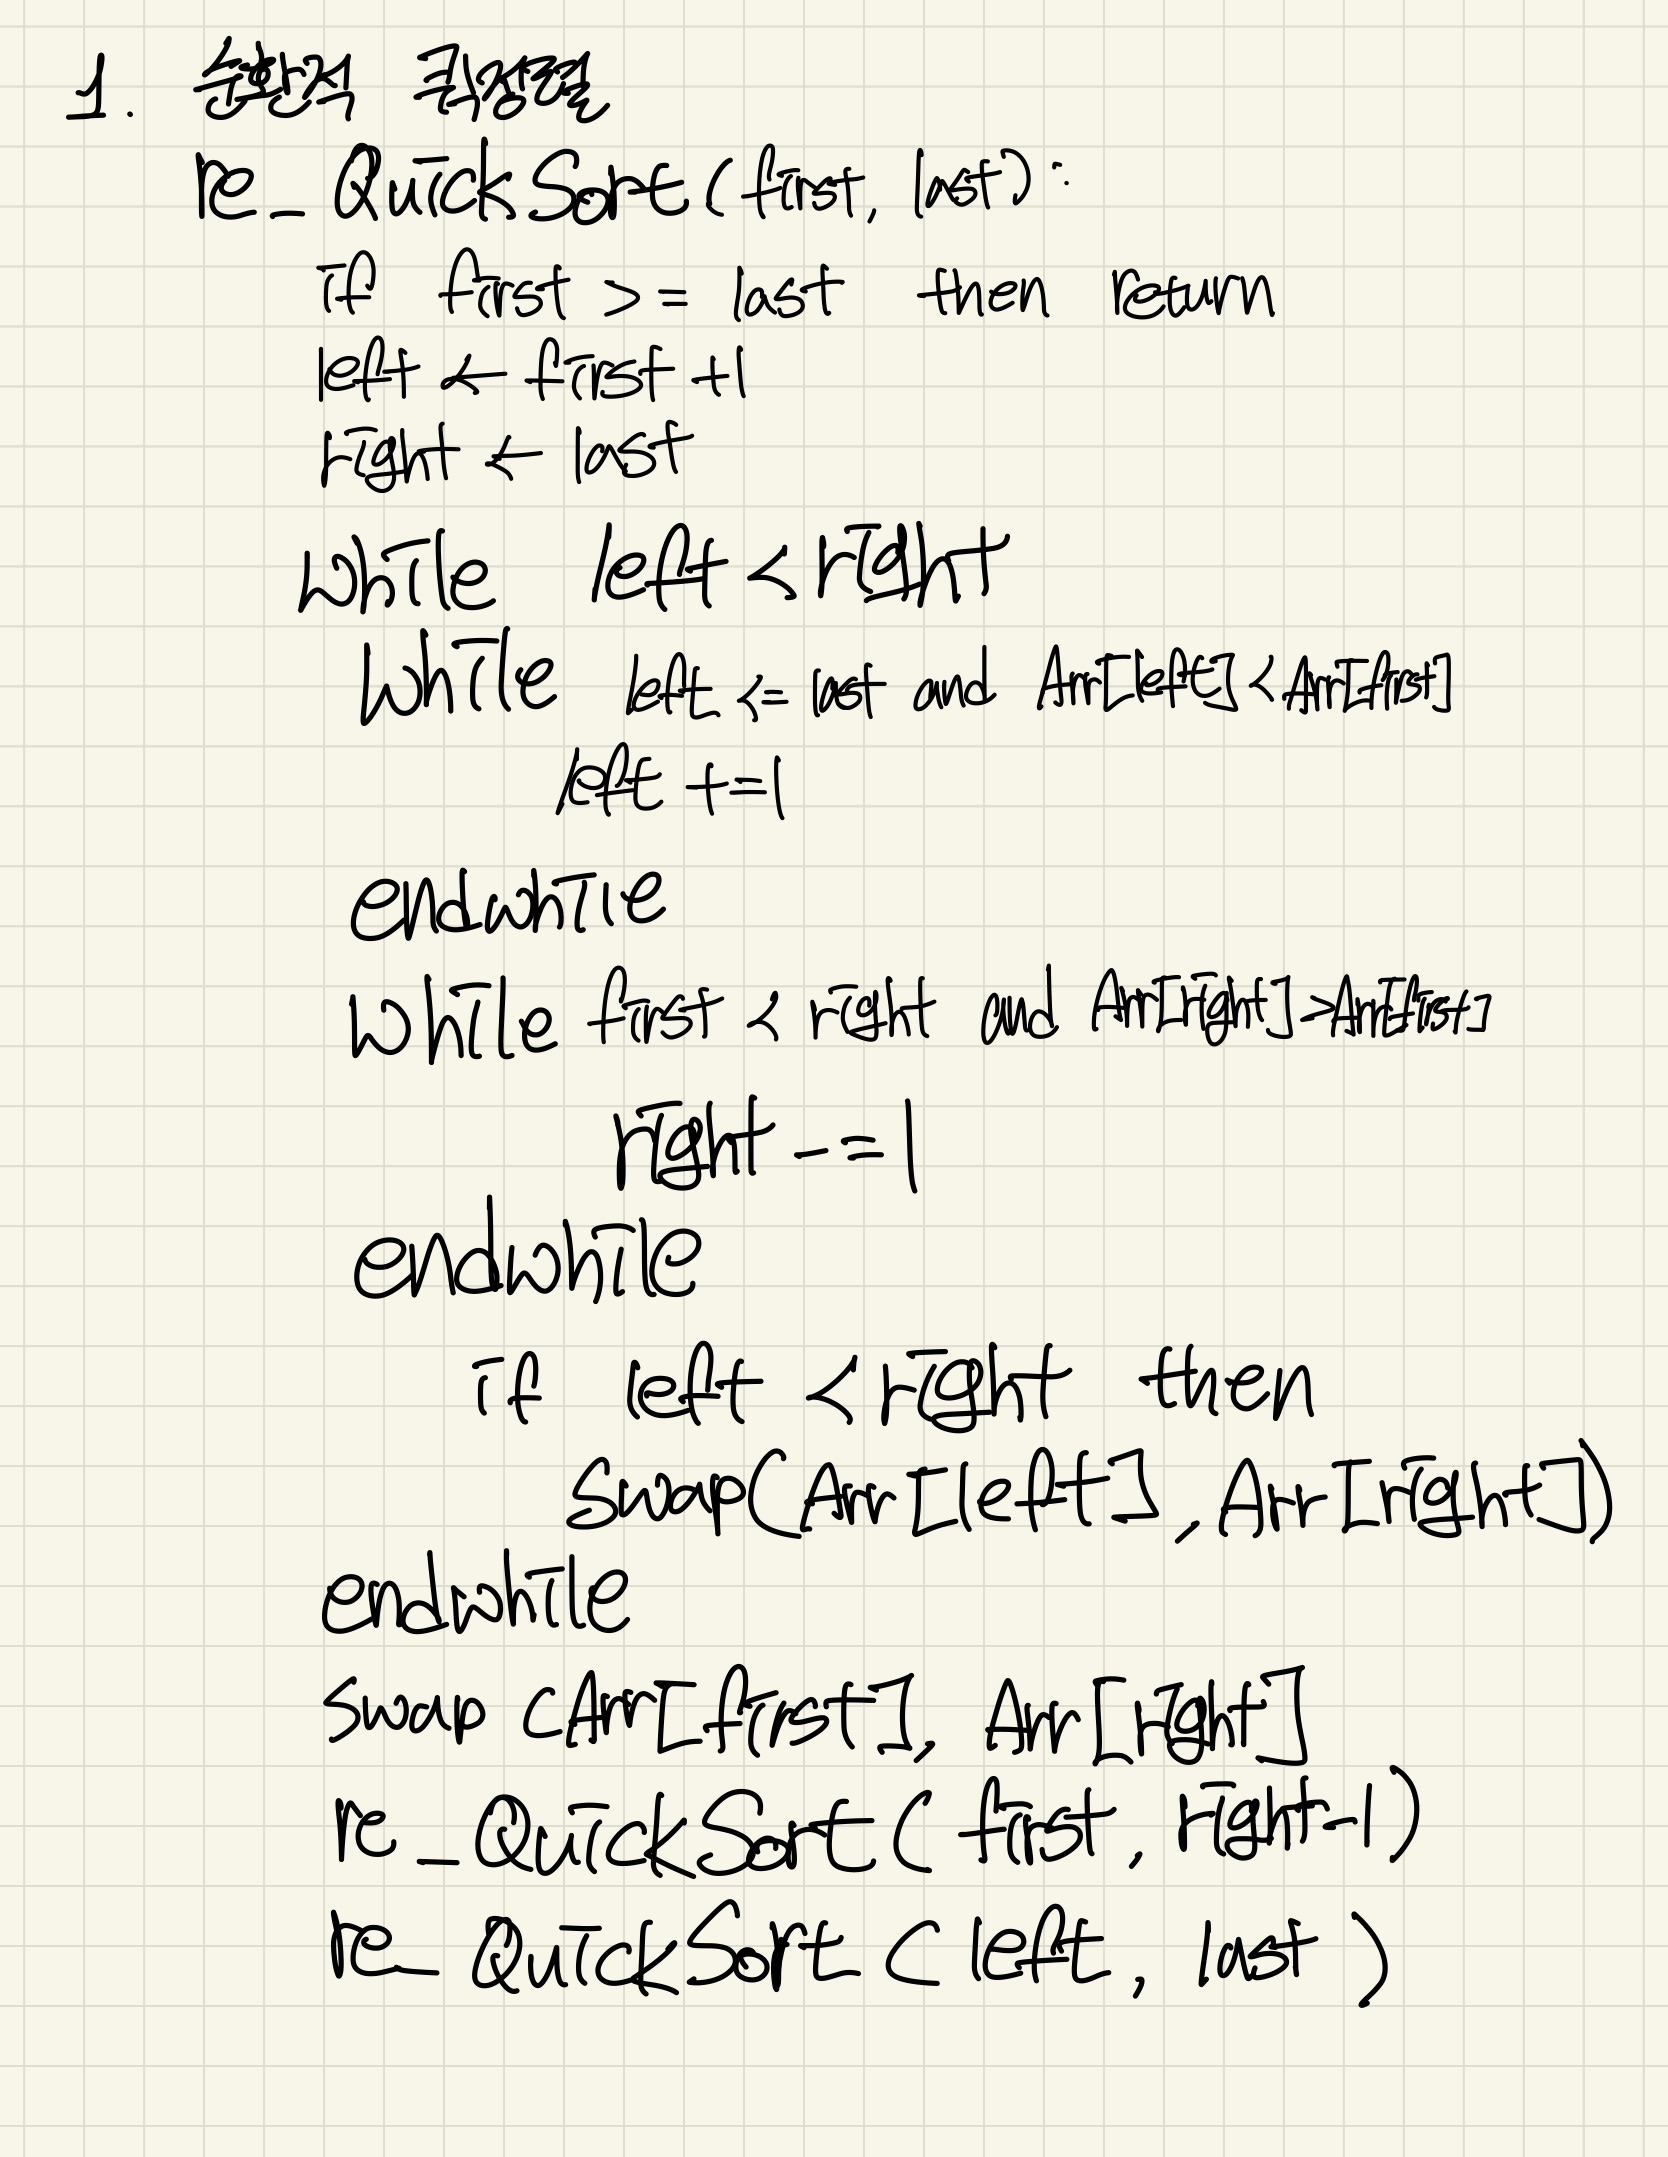 1. 순환적 퀵정렬
re_QuickSort(first, last):
if first >= last then return
left ← first +1
right ← last
while left < right
while left <= last and Arr[left] < Arr[first]
left +=1
endwhile
while first < right and Arr[right] > Arr[first]
right -= 1
endwhile
if left < right then
swap(Arr[left], Arr[right])
endwhile
swap (Arr[first], Arr[right]
re_QuickSort(first, right-1)
re_QuickSort(left, last)